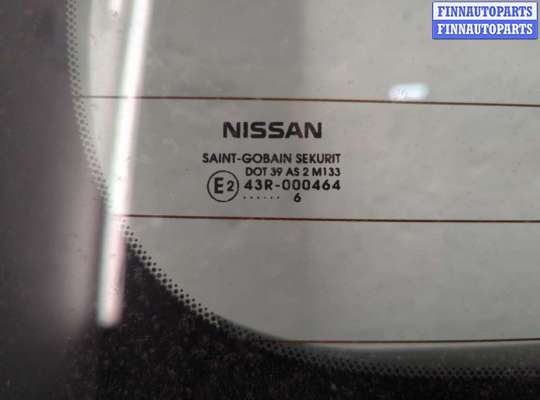 FINNAUTOPARTS
FINNAUTOPARTS
NISSAN
SAINT-GOBAIN SEKURIT
DOT 39 AS 2 M133
E2 43R-000464
...... 6